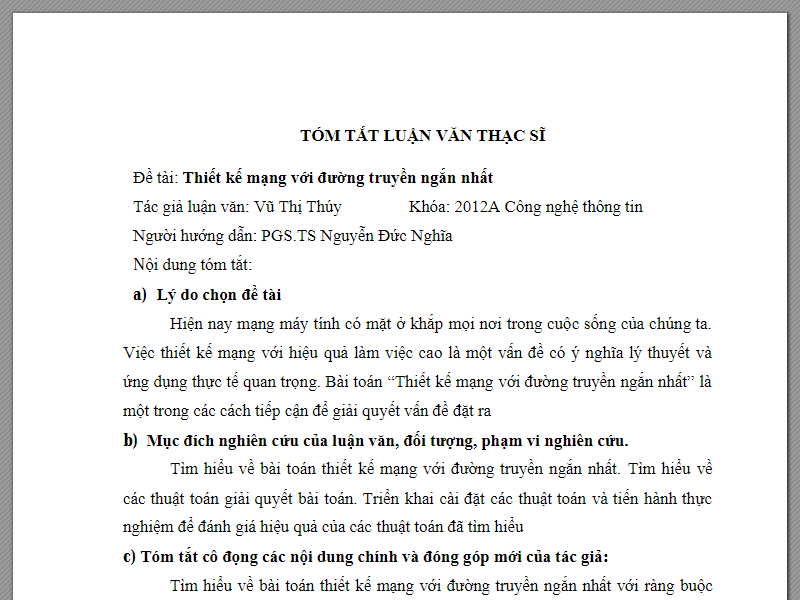 TÓM TẮT LUẬN VĂN THẠC SĨ
Đề tài: Thiết kế mạng với đường truyền ngắn nhất
Tác giả luận văn: Vũ Thị Thúy Khóa: 2012A Công nghệ thông tin
Người hướng dẫn: PGS.TS Nguyễn Đức Nghĩa
Nội dung tóm tắt:
a) Lý do chọn đề tài
Hiện nay mạng máy tính có mặt ở khắp mọi nơi trong cuộc sống của chúng ta.
Việc thiết kế mạng với hiệu quả làm việc cao là một vấn đề có ý nghĩa lý thuyết và
ứng dụng thực tế quan trọng. Bài toán “Thiết kế mạng với đường truyền ngắn nhất” là
một trong các cách tiếp cận để giải quyết vấn đề đặt ra
b) Mục đích nghiên cứu của luận văn, đối tượng, phạm vi nghiên cứu.
Tìm hiểu về bài toán thiết kế mạng với đường truyền ngắn nhất. Tìm hiểu về
các thuật toán giải quyết bài toán. Triển khai cài đặt các thuật toán và tiến hành thực
nghiệm để đánh giá hiệu quả của các thuật toán đã tìm hiểu
c) Tóm tắt cô đọng các nội dung chính và đóng góp mới của tác giả:
Tìm hiểu về bài toán thiết kế mạng với đường truyền ngắn nhất với ràng buộc